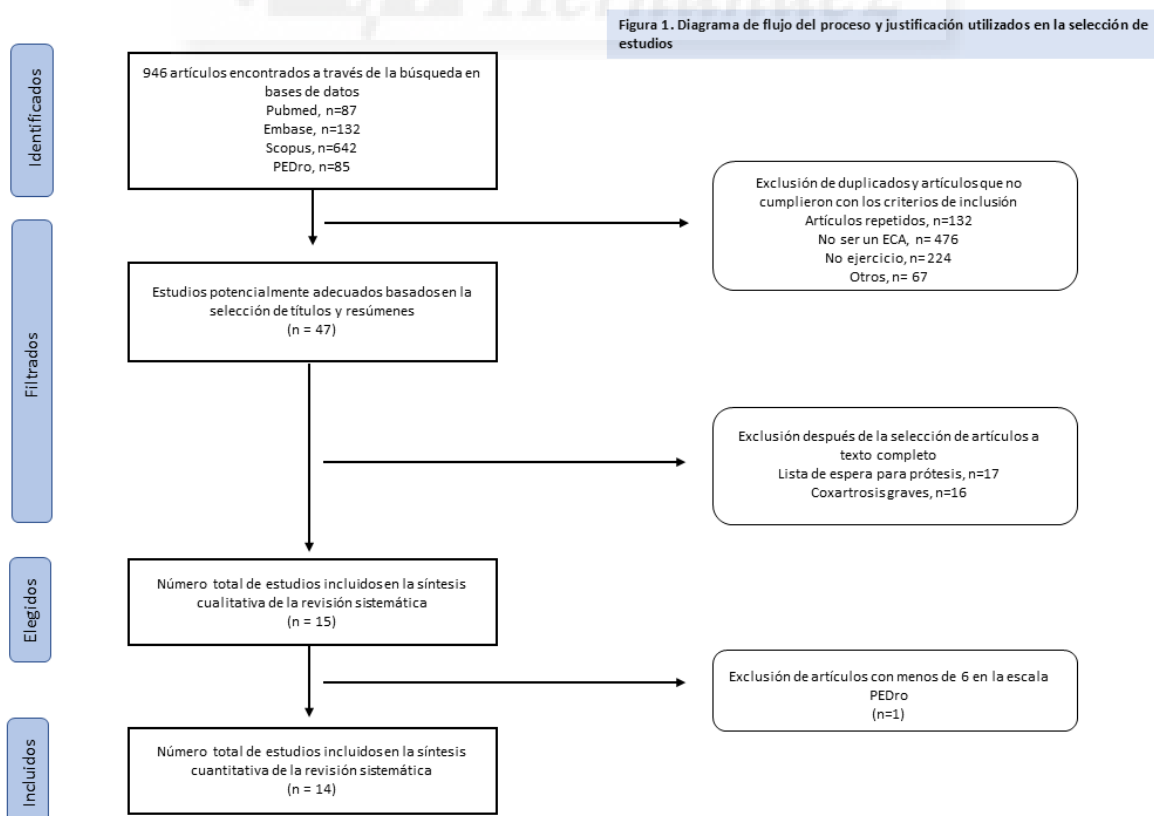 Hernández
Figura 1. Diagrama de flujo del proceso y justificación utilizados en la selección de
estudios
Identificados
946 artículos encontrados a través de la búsqueda en
bases de datos
Pubmed, n=87
Embase, n=132
Scopus, n=642
PEDro, n=85
Exclusión de duplicados y artículos que no
cumplieron con los criterios de inclusión
Artículos repetidos, n=132
No ser un ECA, n= 476
No ejercicio, n=224
Otros, n= 67
Filtrados
Estudios potencialmente adecuados basados en la
selección de títulos y resúmenes
(n = 47)
Exclusión después de la selección de artículos a
texto completo
Lista de espera para prótesis, n=17
Coxartrosis graves, n=16
Elegidos
Número total de estudios incluidos en la síntesis
cualitativa de la revisión sistemática
(n = 15)
Exclusión de artículos con menos de 6 en la escala
PEDro
(n=1)
Incluidos
Número total de estudios incluidos en la síntesis
cuantitativa de la revisión sistemática
(n = 14)